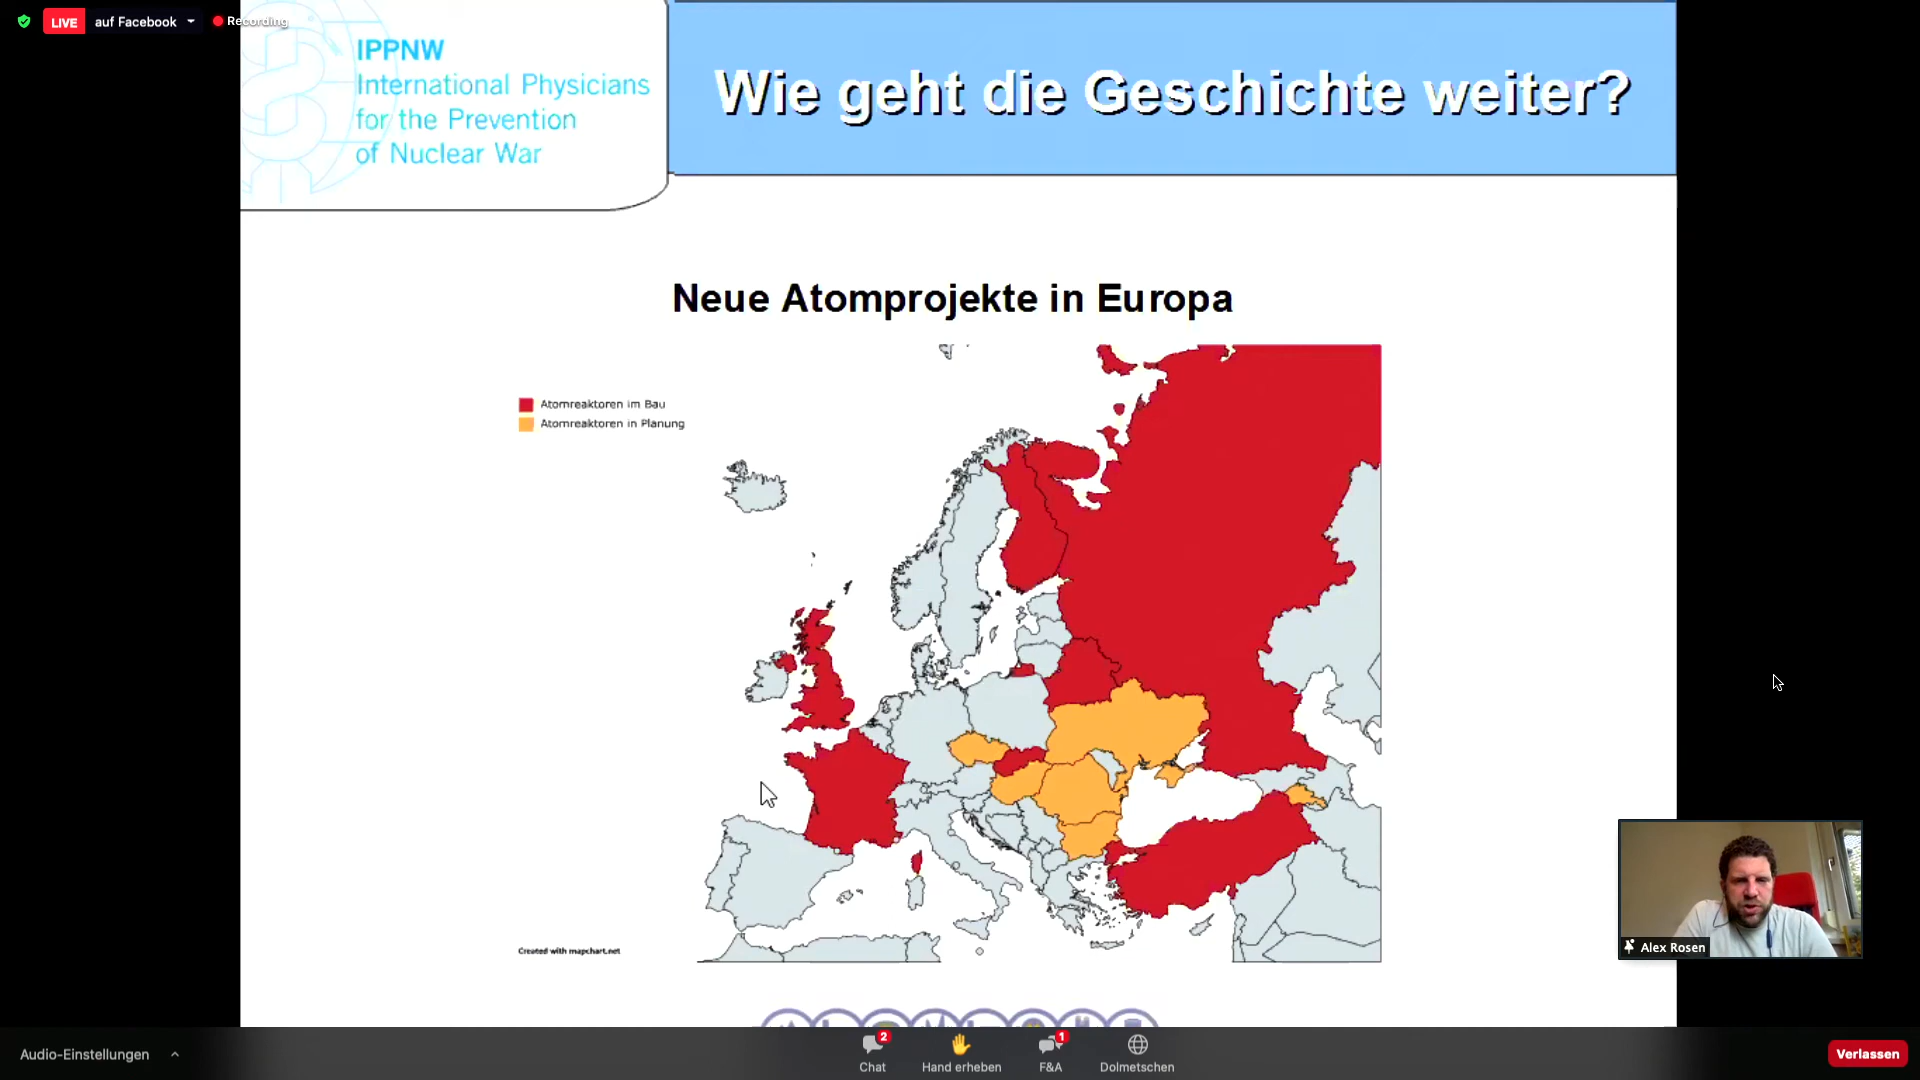 LIVE auf Facebook Recording
IPPNW
International Physicians
for the Prevention
of Nuclear War
Wie geht die Geschichte weiter?
Neue Atomprojekte in Europa
Atomreaktoren im Bau
Atomreaktoren in Planung
Created with mapchart.net
Alex Rosen
Audio-Einstellungen
2
Chat
Hand erheben
1
F&A
Dolmetschen
Verlassen